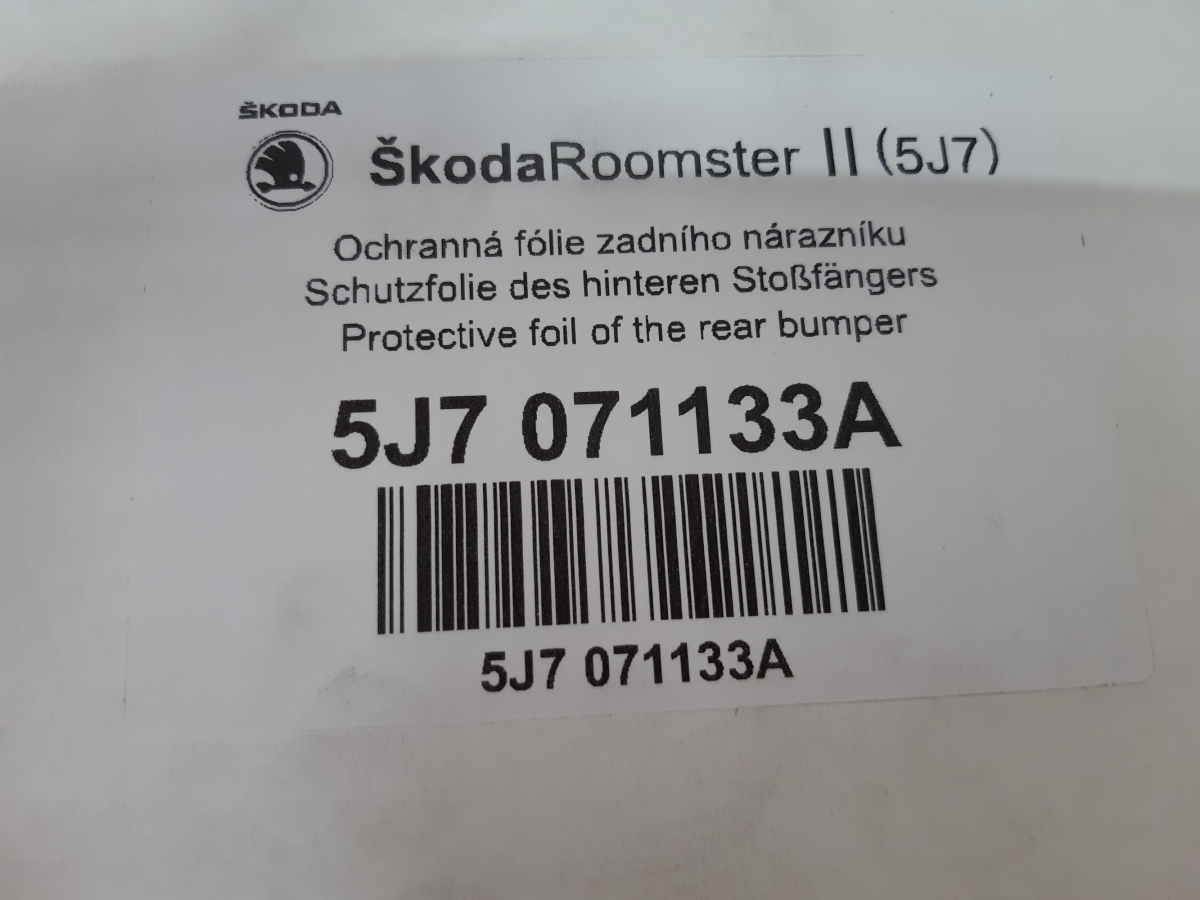 ŠKODA
ŠkodaRoomster II (5J7)
Ochranná fólie zadního nárazníku
Schutzfolie des hinteren Stoßfängers
Protective foil of the rear bumper
5J7 071133A
5J7 071133A